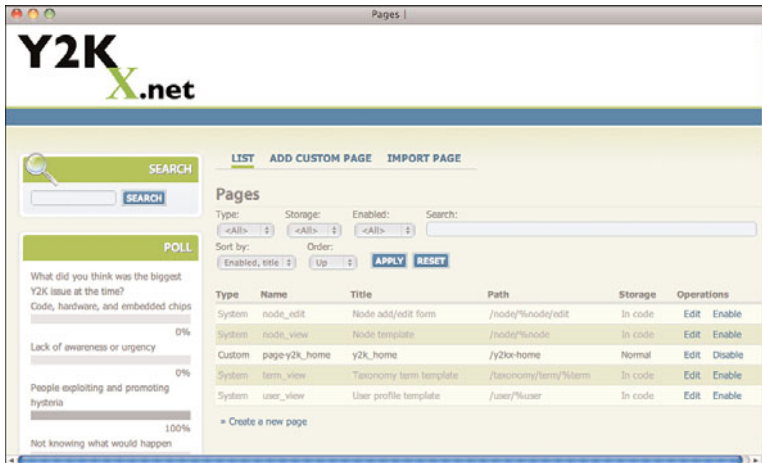 Pages |
Y2K
X.net
SEARCH
SEARCH
POLL
What did you think was the biggest
Y2K issue at the time?
Code, hardware, and embedded chips
0%
Lack of awareness or urgency
0%
People exploiting and promoting
hysteria
100%
Not knowing what would happen
LIST ADD CUSTOM PAGE IMPORT PAGE
Pages
Type: Storage: Enabled: Search:
<All> <All> <All>
Sort by: Order:
Enabled, title Up APPLY RESET
Type Name Title Path Storage Operations
System node_edit Node add/edit form /node/%node/edit In code Edit Enable
System node_view Node template /node/%node In code Edit Enable
Custom page-y2k_home y2k_home /y2kx-home Normal Edit Disable
System term_view Taxonomy term template /taxonomy/term/%term In code Edit Enable
System user_view User profile template /user/%user In code Edit Enable
» Create a new page